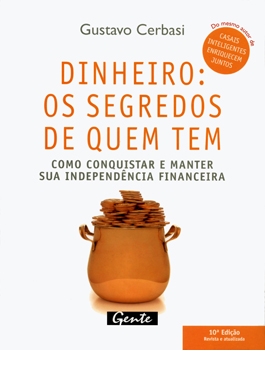 Gustavo Cerbasi
Do mesmo autor de
CASAIS
INTELIGENTES
ENRIQUECEM
JUNTOS
DINHEIRO:
OS SEGREDOS
DE QUEM TEM
COMO CONQUISTAR E MANTER
SUA INDEPENDÊNCIA FINANCEIRA
Gente
10ª Edição
Revista e atualizada